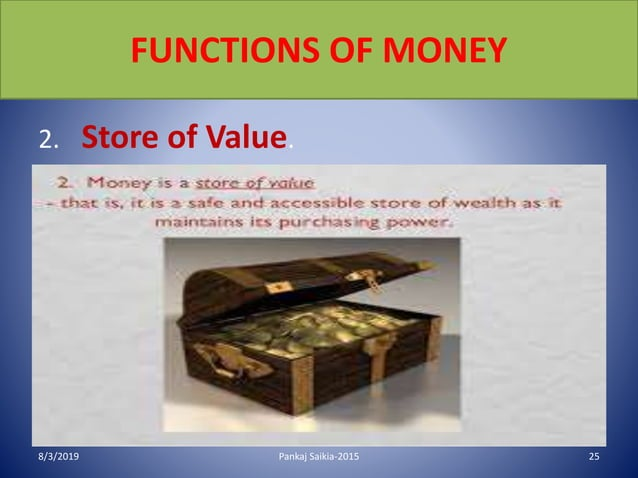 FUNCTIONS OF MONEY
2. Store of Value.
2. Money is a store of value
- that is, it is a safe and accessible store of wealth as it
maintains its purchasing power.
8/3/2019 Pankaj Saikia-2015 25